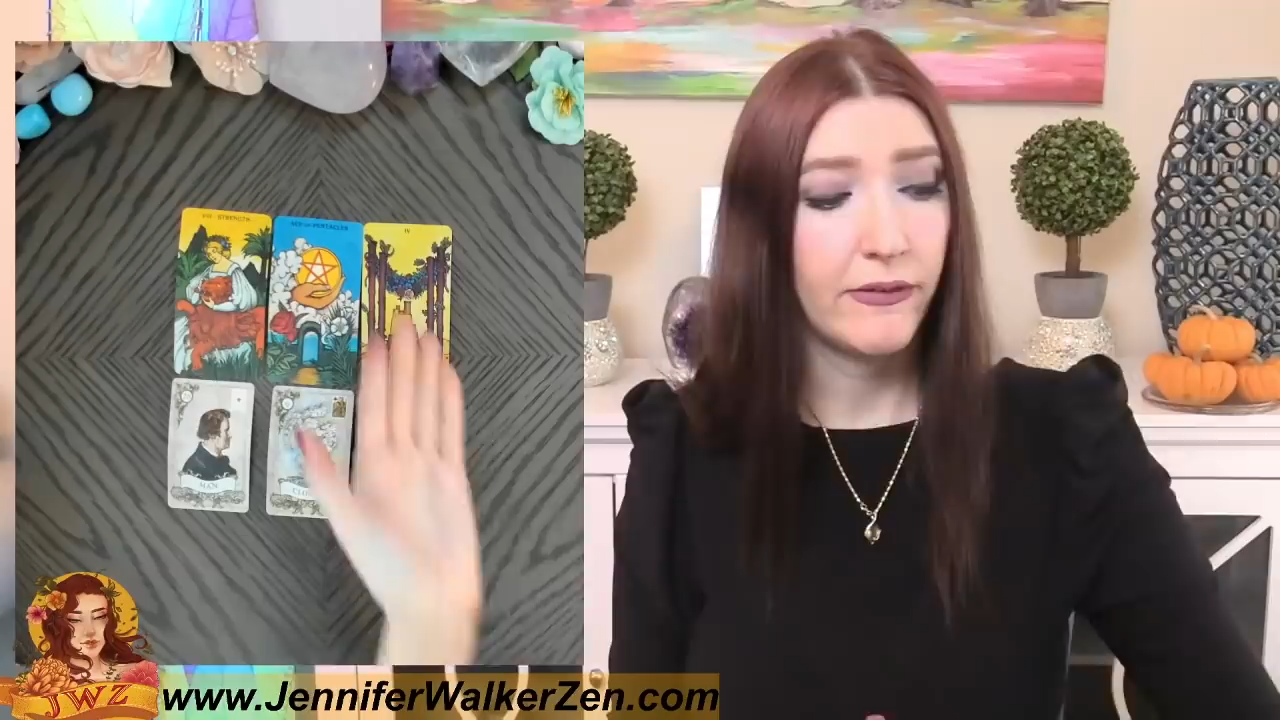 VIII STRENGTH
ACE of PENTACLES
IV
MAN
JWZ
www.JenniferWalkerZen.com